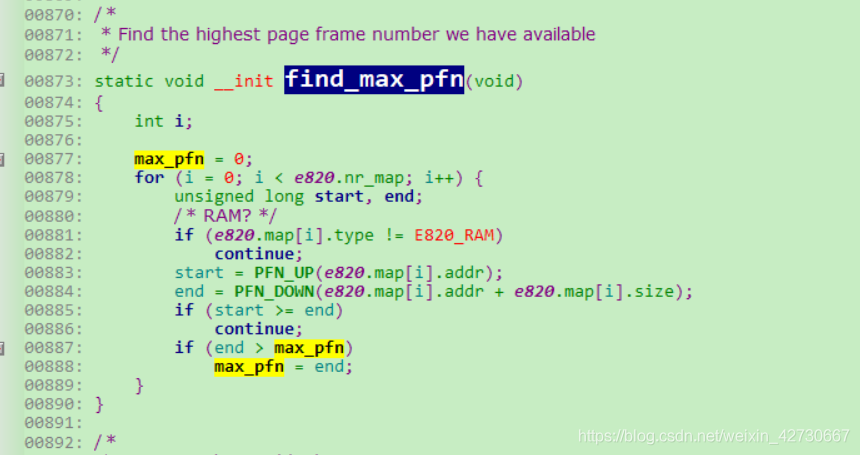 00870: /*
00871:  * Find the highest page frame number we have available
00872:  */
00873: static void __init find_max_pfn(void)
00874: {
00875:     int i;
00876:
00877:     max_pfn = 0;
00878:     for (i = 0; i < e820.nr_map; i++) {
00879:         unsigned long start, end;
00880:         /* RAM? */
00881:         if (e820.map[i].type != E820_RAM)
00882:             continue;
00883:         start = PFN_UP(e820.map[i].addr);
00884:         end = PFN_DOWN(e820.map[i].addr + e820.map[i].size);
00885:         if (start >= end)
00886:             continue;
00887:         if (end > max_pfn)
00888:             max_pfn = end;
00889:     }
00890: }
00891:
00892: /*
https://blog.csdn.net/weixin_42730667